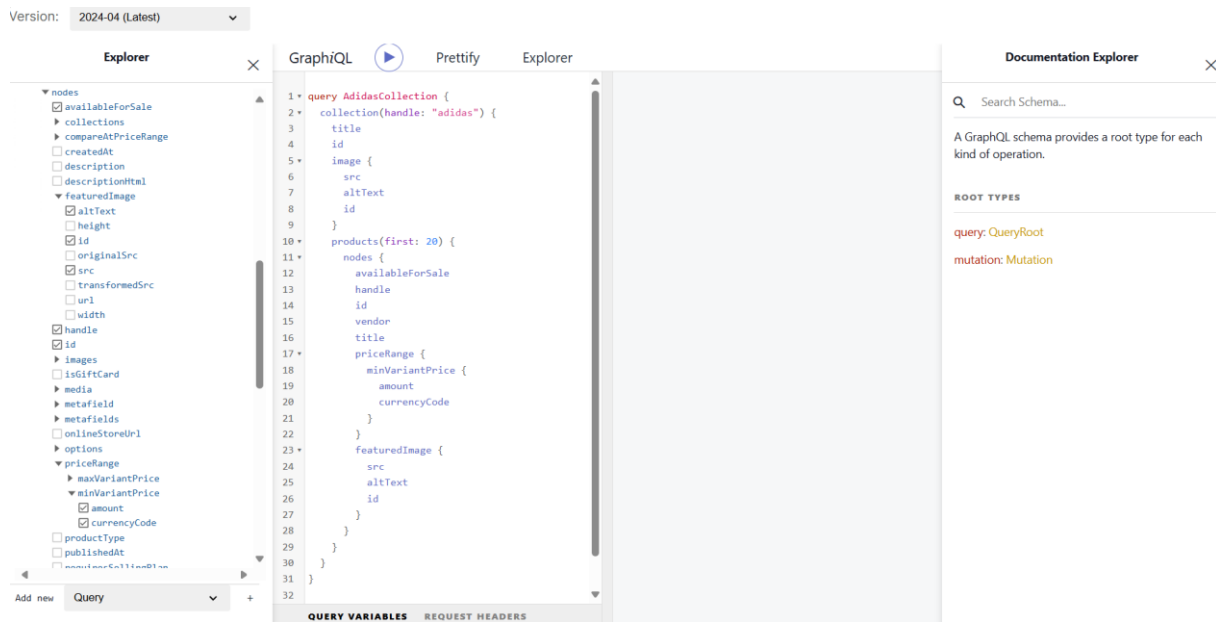 Version: 2024-04 (Latest)
Explorer
nodes
availableForSale
collections
compareAtPriceRange
createdAt
description
descriptionHtml
featuredImage
altText
height
id
originalSrc
src
transformedSrc
url
width
handle
id
images
isGiftCard
media
metafield
metafields
onlineStoreUrl
options
priceRange
maxVariantPrice
minVariantPrice
amount
currencyCode
productType
publishedAt
requiresSellingPlan
Add new Query +
GraphiQL Prettify Explorer
1 query AdidasCollection {
2 collection(handle: "adidas") {
3 title
4 id
5 image {
6 src
7 altText
8 id
9 }
10 products(first: 20) {
11 nodes {
12 availableForSale
13 handle
14 id
15 vendor
16 title
17 priceRange {
18 minVariantPrice {
19 amount
20 currencyCode
21 }
22 }
23 featuredImage {
24 src
25 altText
26 id
27 }
28 }
29 }
30 }
31 }
32
QUERY VARIABLES REQUEST HEADERS
Documentation Explorer
Search Schema...
A GraphQL schema provides a root type for each
kind of operation.
ROOT TYPES
query: QueryRoot
mutation: Mutation